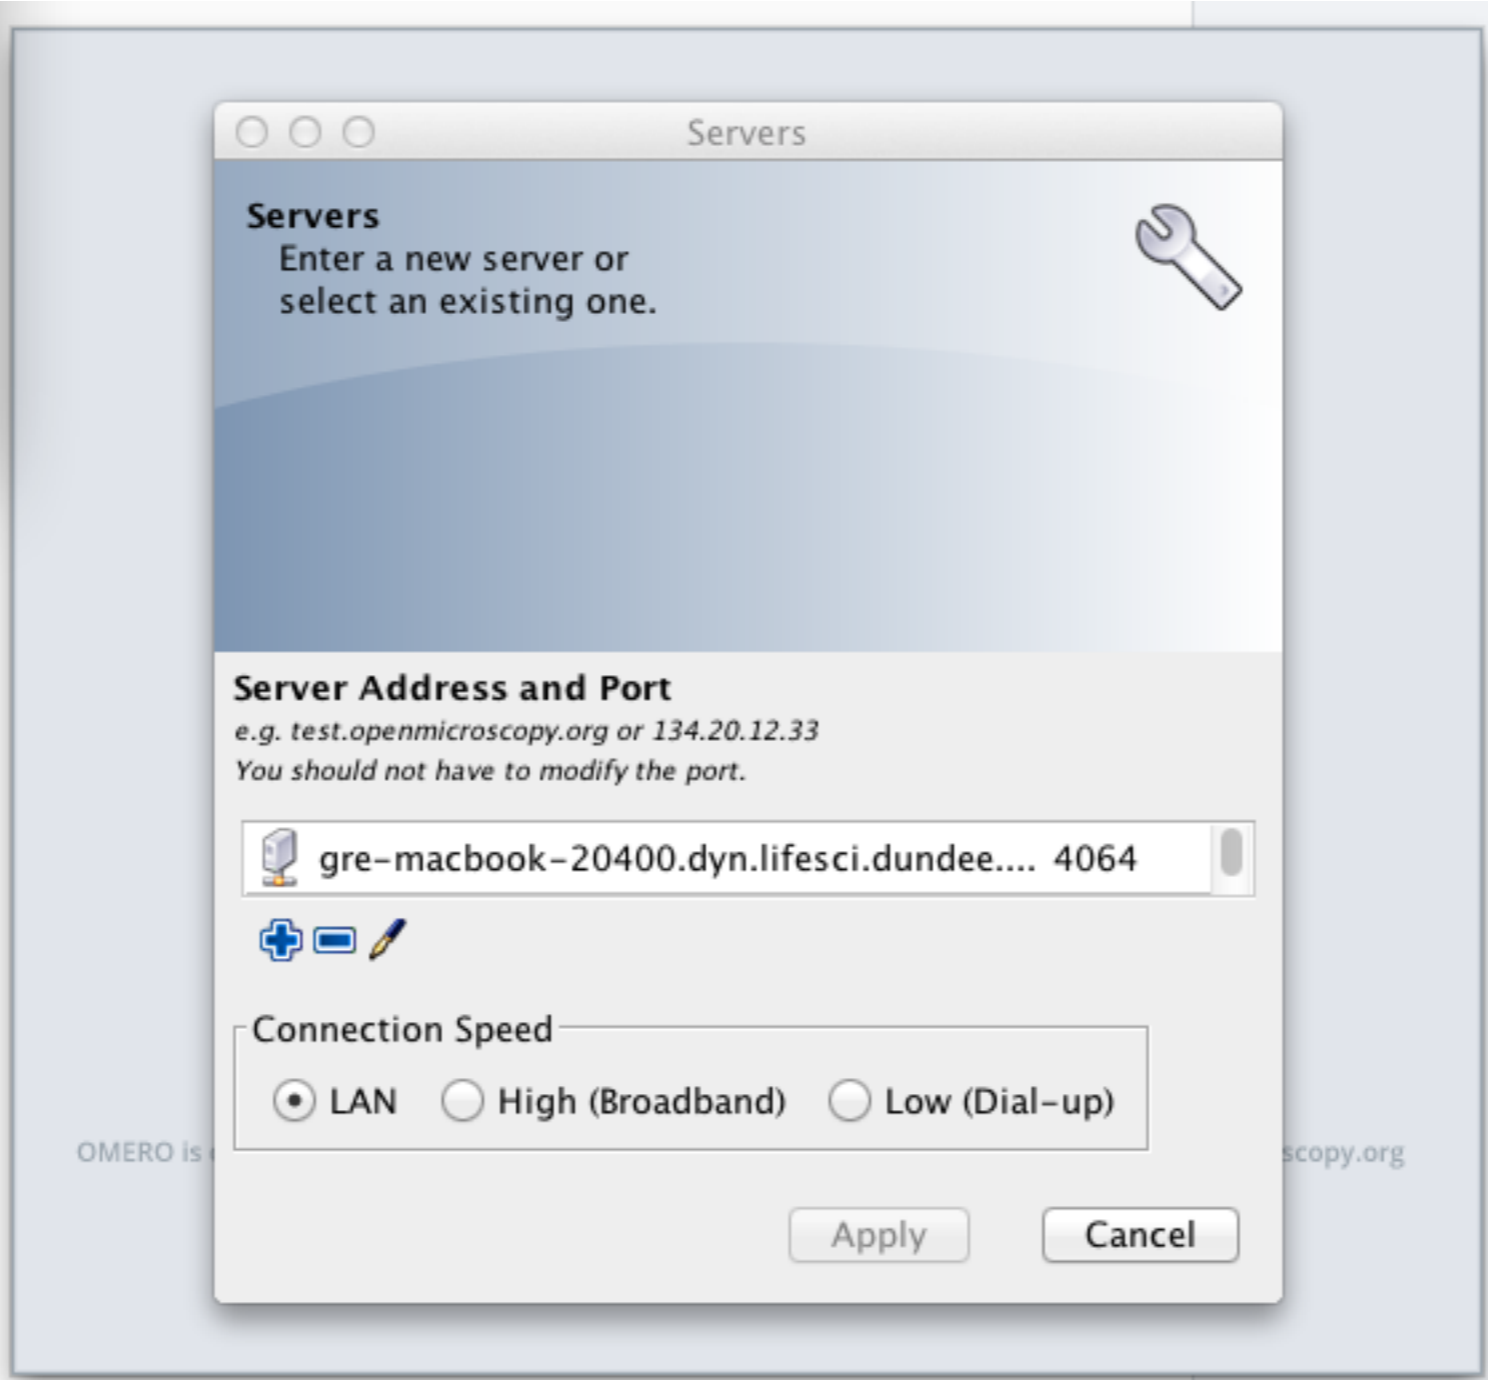 Servers
Servers
Enter a new server or
select an existing one.
Server Address and Port
e.g. test.openmicroscopy.org or 134.20.12.33
You should not have to modify the port.
gre-macbook-20400.dyn.lifesci.dundee.... 4064
Connection Speed
LAN High (Broadband) Low (Dial-up)
OMERO is scopy.org
Apply Cancel